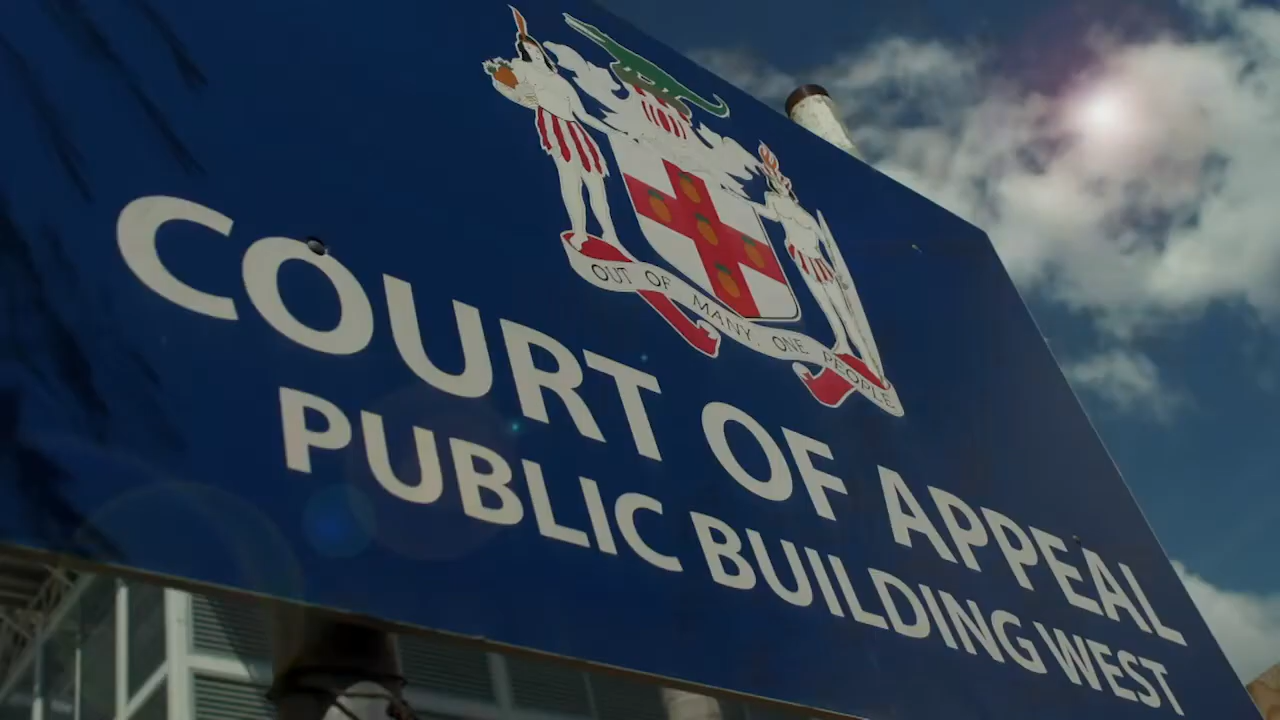 OUT OF MANY, ONE PEOPLE
COURT OF APPEAL
PUBLIC BUILDING WEST